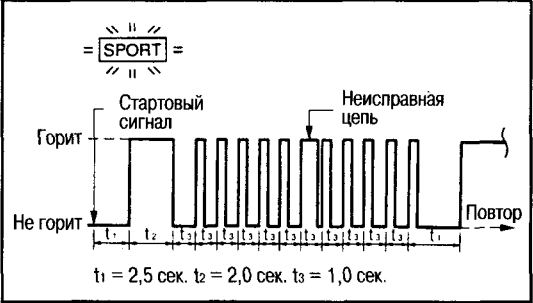 SPORT
Стартовый
сигнал
Неисправная
цепь
Горит
Не горит
Повтор
t₁ t₂ t₃ t₃ t₃ t₃ t₃ t₃ t₃ t₃ t₃ t₃ t₃ t₁
t₁ = 2,5 сек. t₂ = 2,0 сек. t₃ = 1,0 сек.